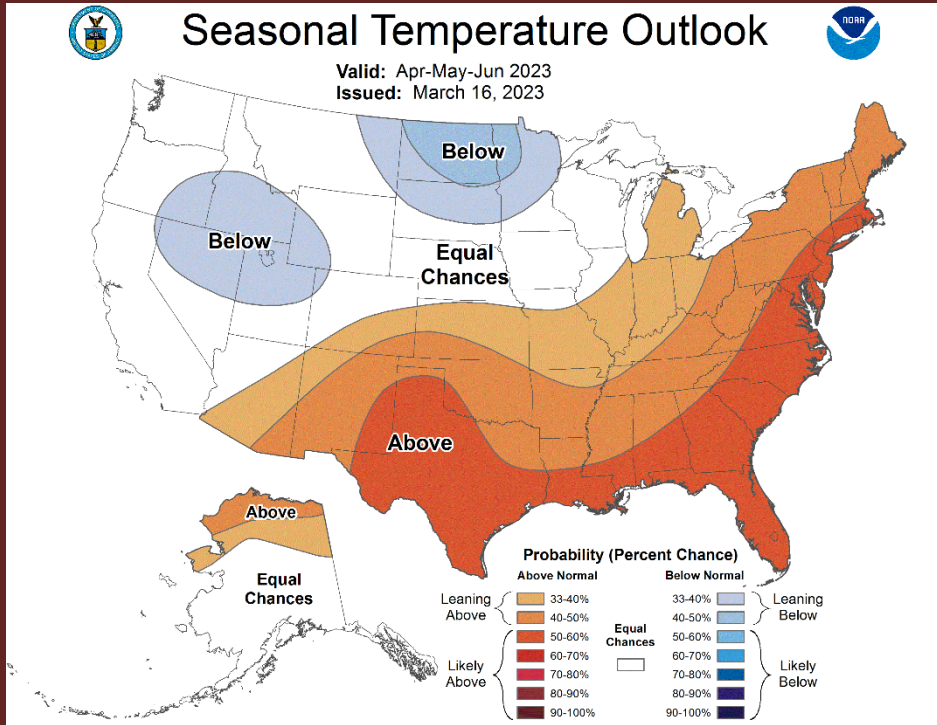 Seasonal Temperature Outlook
NOAA
Valid: Apr-May-Jun 2023
Issued: March 16, 2023
Below
Below
Equal
Chances
Above
Above
Equal
Chances
Probability (Percent Chance)
Above Normal
Below Normal
Leaning
Above
33-40%
40-50%
Likely
Above
50-60%
60-70%
70-80%
80-90%
90-100%
Equal
Chances
33-40%
40-50%
Leaning
Below
50-60%
60-70%
70-80%
80-90%
90-100%
Likely
Below